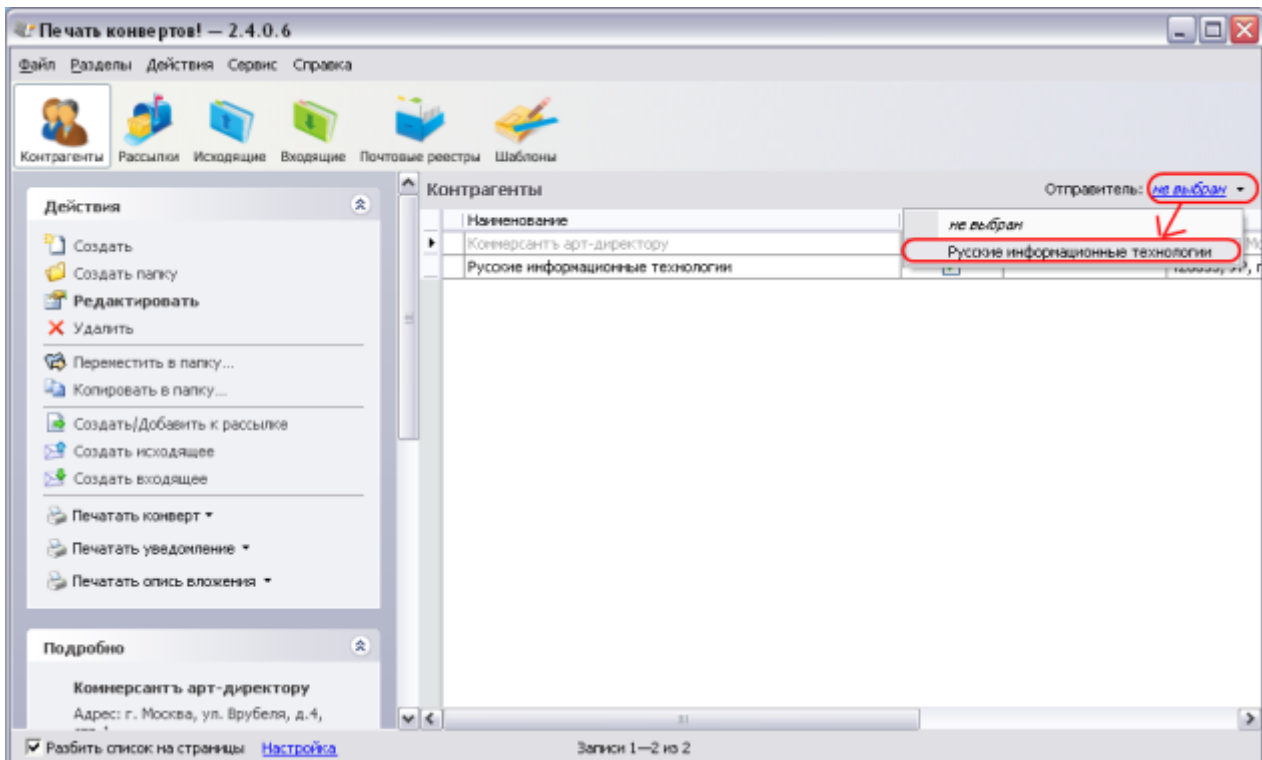 Печать конвертов! — 2.4.0.6
Файл Разделы Действия Сервис Справка
Контрагенты Рассылки Исходящие Входящие Почтовые реестры Шаблоны
Действия
Создать
Создать папку
Редактировать
Удалить
Переместить в папку...
Копировать в папку...
Создать/Добавить к рассылке
Создать исходящее
Создать входящее
Печатать конверт
Печатать уведомление
Печатать опись вложения
Подробно
Коммерсантъ арт-директору
Адрес: г. Москва, ул. Врубеля, д.4,
Контрагенты Отправитель: не выбран
Наименование
Коммерсантъ арт-директору
Русские информационные технологии
не выбран
Русские информационные технологии
Разбить список на страницы Настройка Записи 1—2 из 2